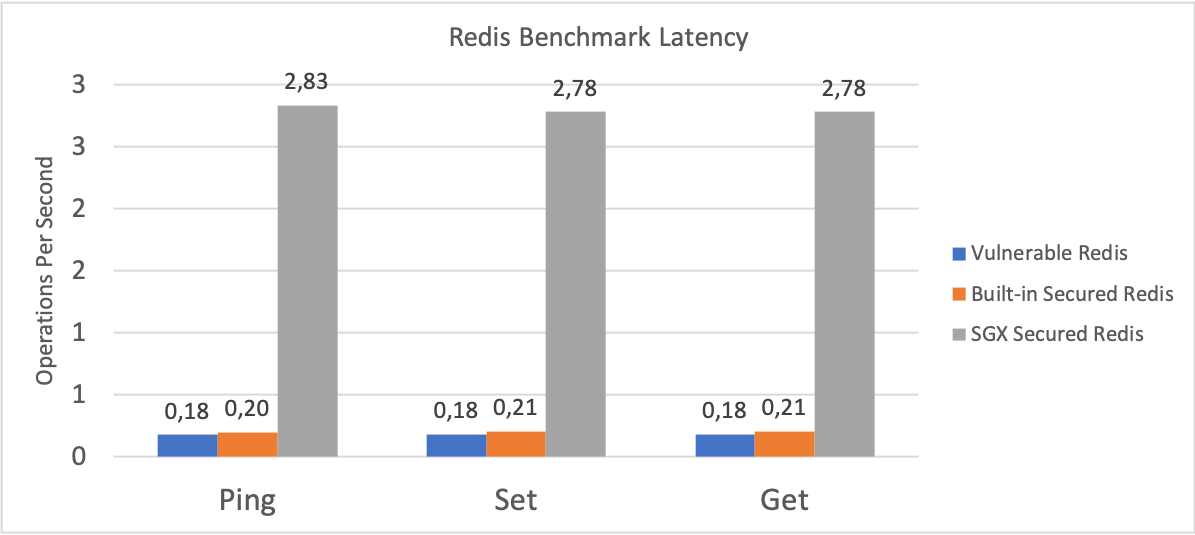 Redis Benchmark Latency
Operations Per Second
3
3
2
2
1
1
0
2,83
2,78
2,78
0,18
0,20
0,18
0,21
0,18
0,21
Ping
Set
Get
Vulnerable Redis
Built-in Secured Redis
SGX Secured Redis